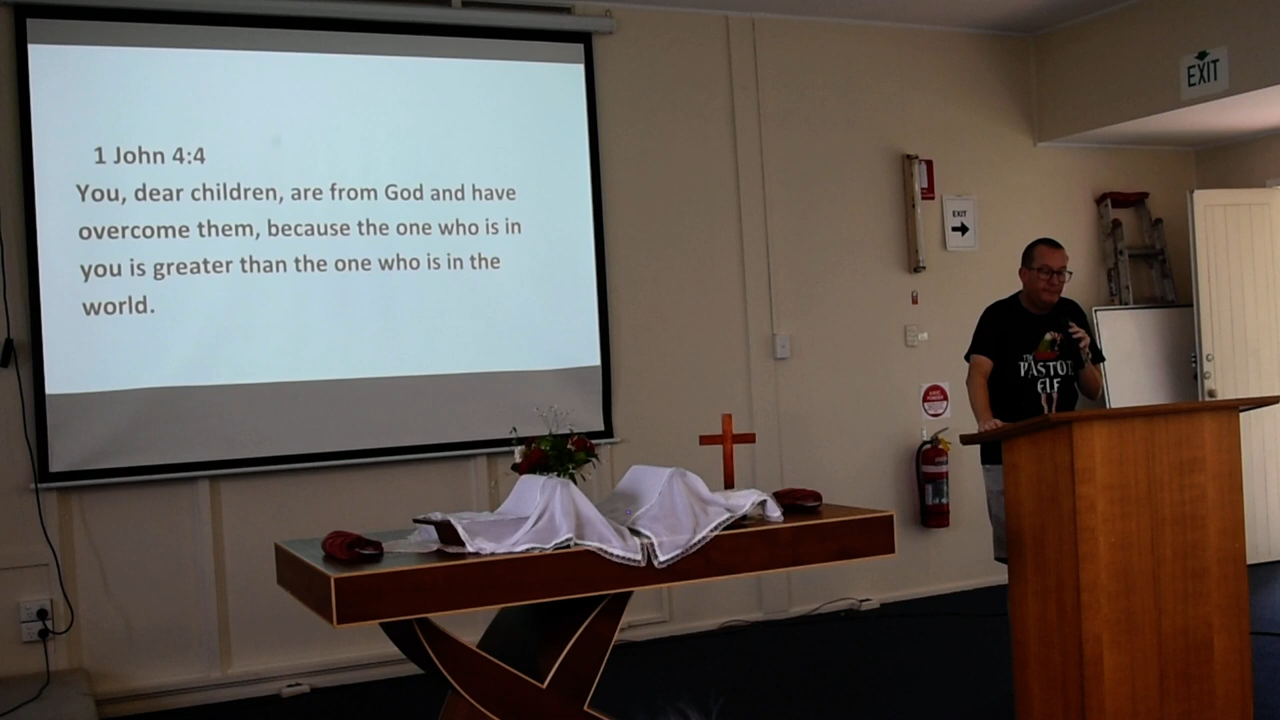 1 John 4:4
You, dear children, are from God and have
overcome them, because the one who is in
you is greater than the one who is in the
world.
EXIT
EXIT
THE
PASTOR
ELF